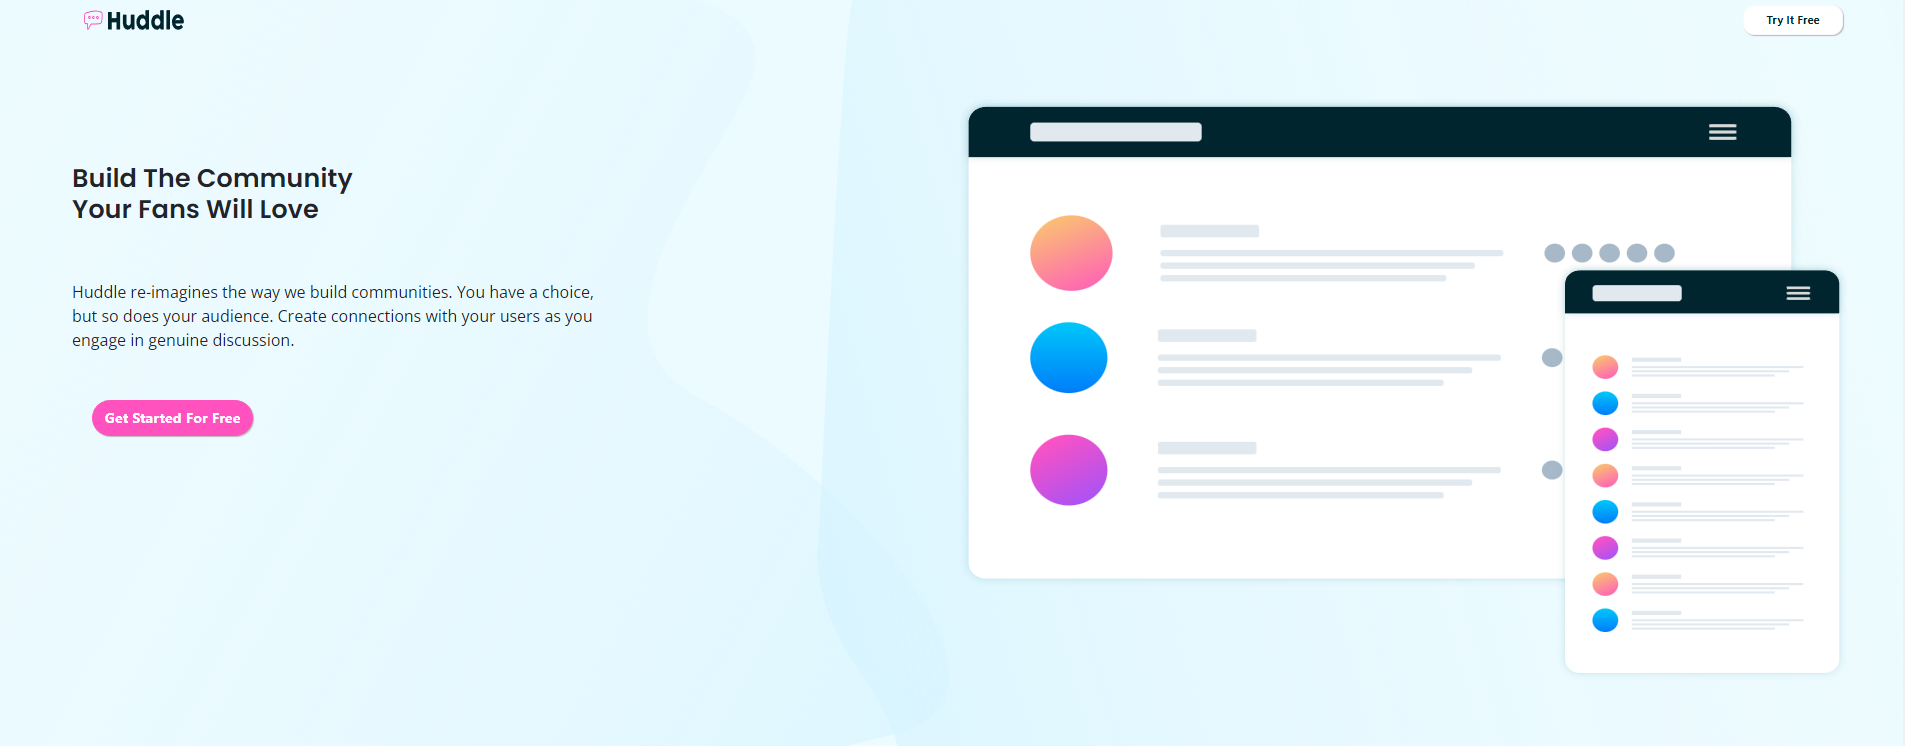 Huddle
Try It Free
Build The Community
Your Fans Will Love
Huddle re-imagines the way we build communities. You have a choice,
but so does your audience. Create connections with your users as you
engage in genuine discussion.
Get Started For Free